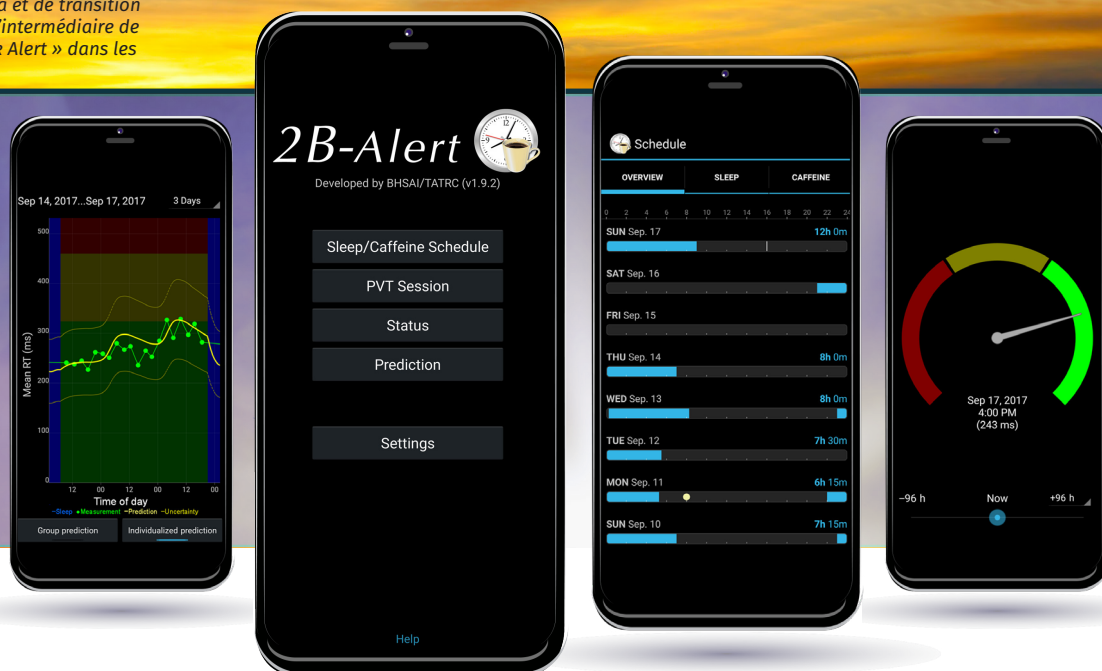 a et de transition
l'intermédiaire de
Alert » dans les
Sep 14, 2017...Sep 17, 2017
3 Days
500
400
300
200
100
0
Mean RT (ms)
12 00 12 00 12 00
Time of day
Sleep Measurement Prediction Uncertainty
Group prediction
Individualized prediction
2B-Alert
12
9
Developed by BHSAI/TATRC (v1.9.2)
Sleep/Caffeine Schedule
PVT Session
Status
Prediction
Settings
Help
Schedule
OVERVIEW SLEEP CAFFEINE
0 2 4 6 8 10 12 14 16 18 20 22 24
SUN Sep. 17 12h 0m
SAT Sep. 16
FRI Sep. 15
THU Sep. 14 8h 0m
WED Sep. 13 8h 0m
TUE Sep. 12 7h 30m
MON Sep. 11 6h 15m
SUN Sep. 10 7h 15m
Sep 17, 2017
4:00 PM
(243 ms)
−96 h Now +96 h